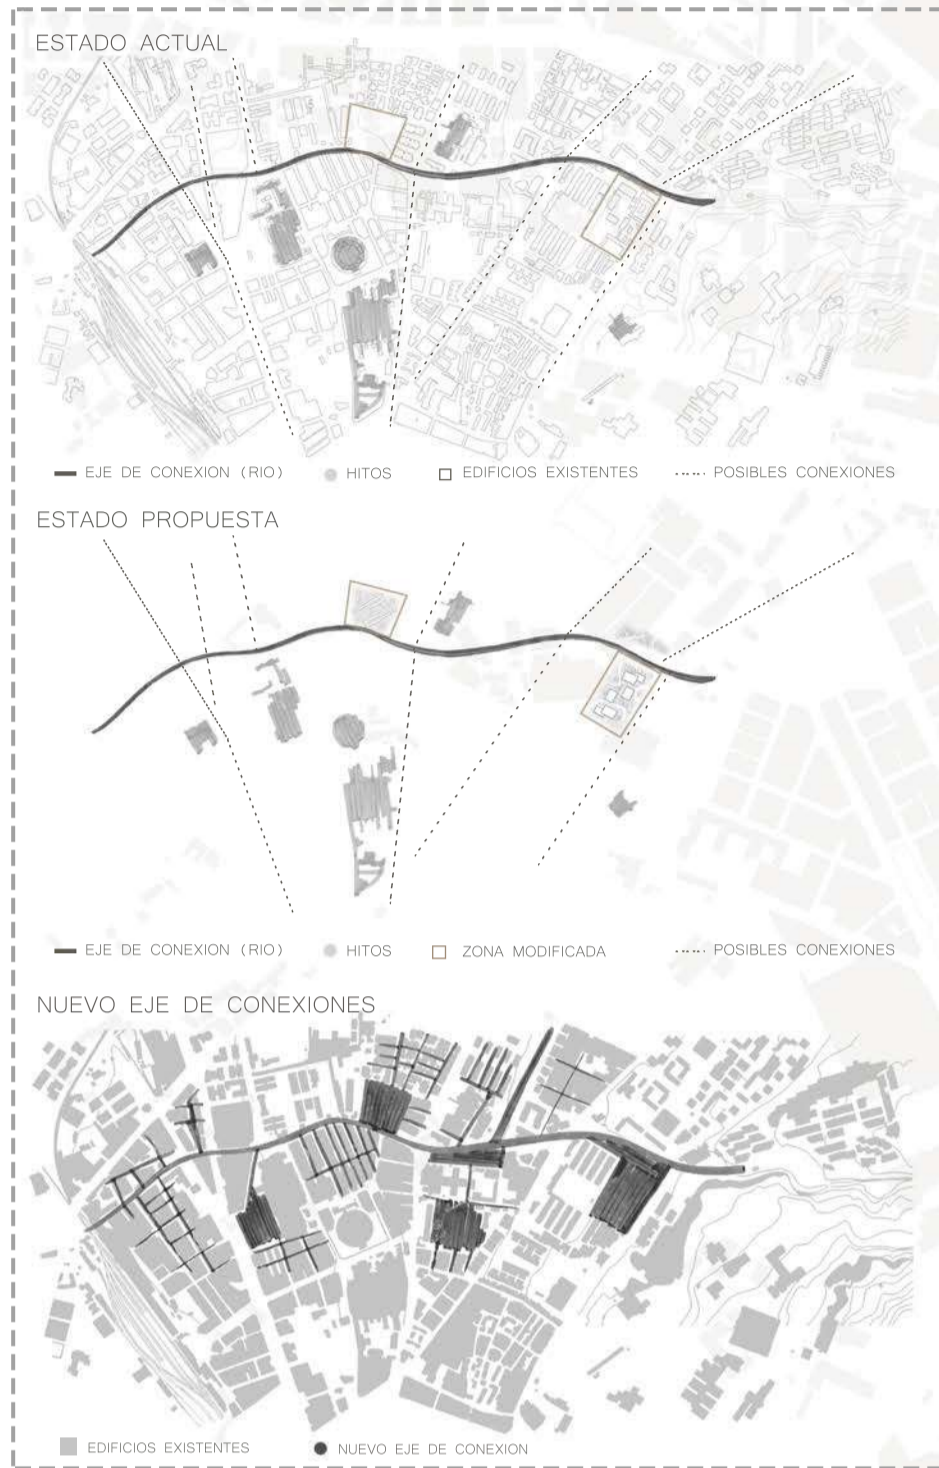 ESTADO ACTUAL
EJE DE CONEXION (RIO) HITOS EDIFICIOS EXISTENTES POSIBLES CONEXIONES
ESTADO PROPUESTA
EJE DE CONEXION (RIO) HITOS ZONA MODIFICADA POSIBLES CONEXIONES
NUEVO EJE DE CONEXIONES
EDIFICIOS EXISTENTES NUEVO EJE DE CONEXION